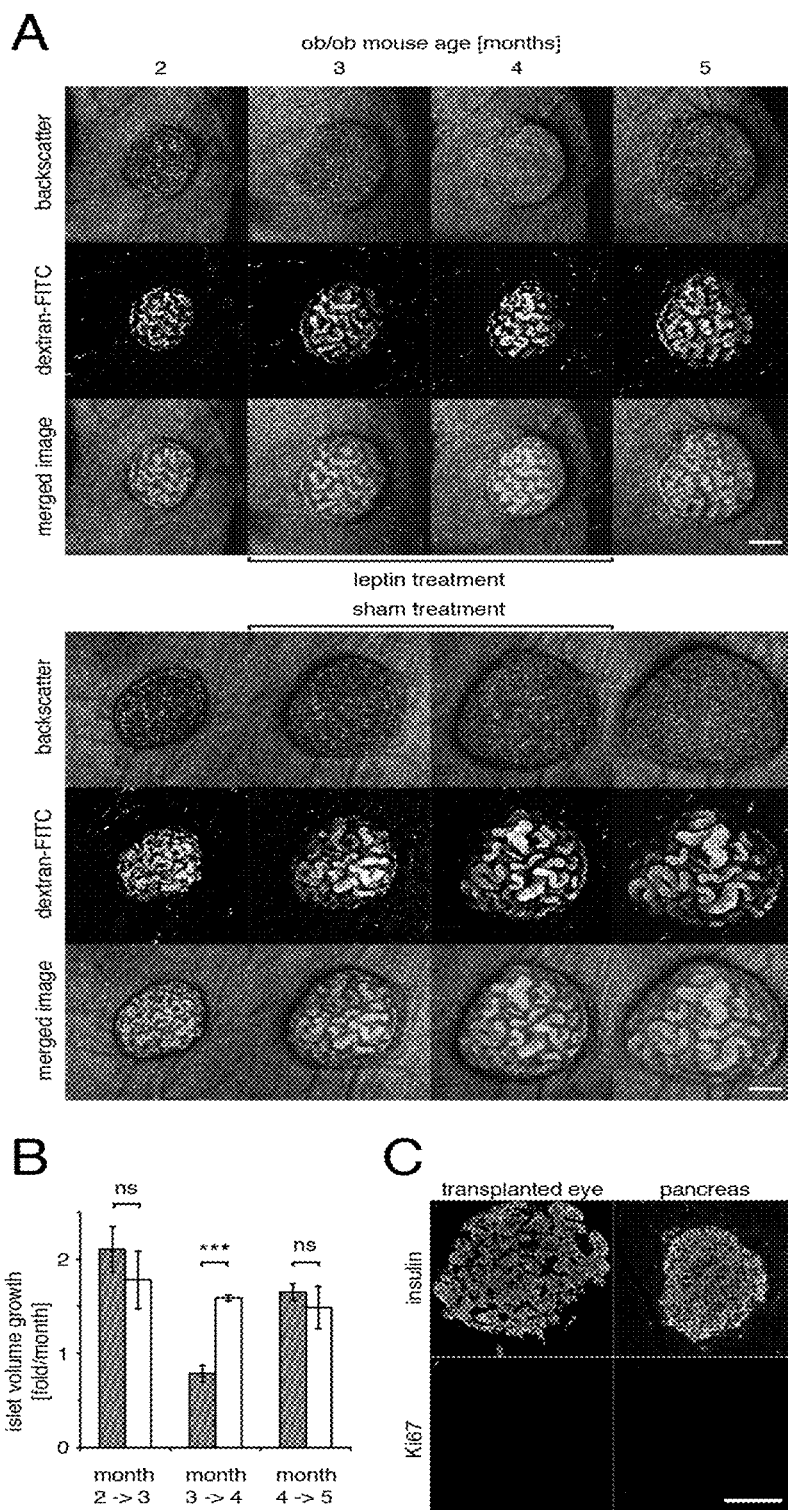 A
ob/ob mouse age [months]
2 3 4 5
backscatter
dextran-FITC
merged image
leptin treatment
sham treatment
backscatter
dextran-FITC
merged image
B
islet volume growth
[fold/month]
2
1
0
ns
***
ns
month
2 -> 3
month
3 -> 4
month
4 -> 5
C
transplanted eye pancreas
insulin
Ki67